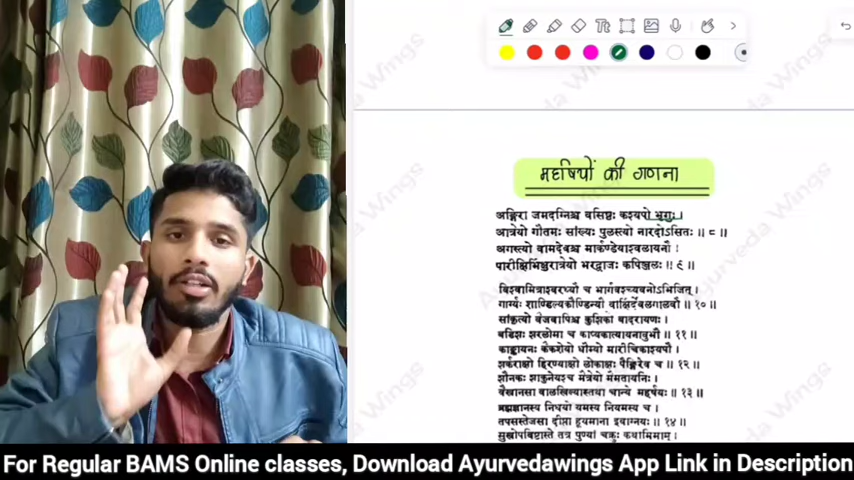 महर्षियों की गणना
अङ्गिरा जमदग्निश्च वसिष्ठः कश्यपो भृगुः ।
आत्रेयो गौतमः सांख्यः पुलस्त्यो नारदोऽसितः ॥ ८ ॥
अगस्त्यो वामदेवश्च मार्कण्डेयाश्वलायनौ ।
पारीक्षिर्भिक्षुरात्रेयो भरद्वाजः कपिञ्जलः ॥ ९ ॥
विश्वामित्राश्वरथ्यौ च भार्गवश्च्यवनोऽभिजित् ।
गार्ग्यः शाण्डिल्यकौण्डिन्यौ वार्क्षिर्देवलगालवौ ॥ १० ॥
सांकृत्यो वैजवापिश्च कुशिको बादरायणः ।
बडिशः शरलोमा च काप्यकात्यायनावुभौ ॥ ११ ॥
काङ्कायनः कैकशेयो धौम्यो मारीचिकाश्यपौ ।
शर्कराक्षो हिरण्याक्षो लोकाक्षः पैङ्गिरेव च ॥ १२ ॥
शौनकः शाकुनेयश्च मैत्रेयो मैमतायनिः ।
वैखानसा वालखिल्यास्तथा चान्ये महर्षयः ॥ १३ ॥
ब्रह्मज्ञानस्य निधयो यमस्य नियमस्य च ।
तपसस्तेजसा दीप्ता हूयमाना इवाग्नयः ॥ १४ ॥
सुखोपविष्टास्ते तत्र पुण्यां चक्रुः कथामिमाम् ।
For Regular BAMS Online classes, Download Ayurvedawings App Link in Description